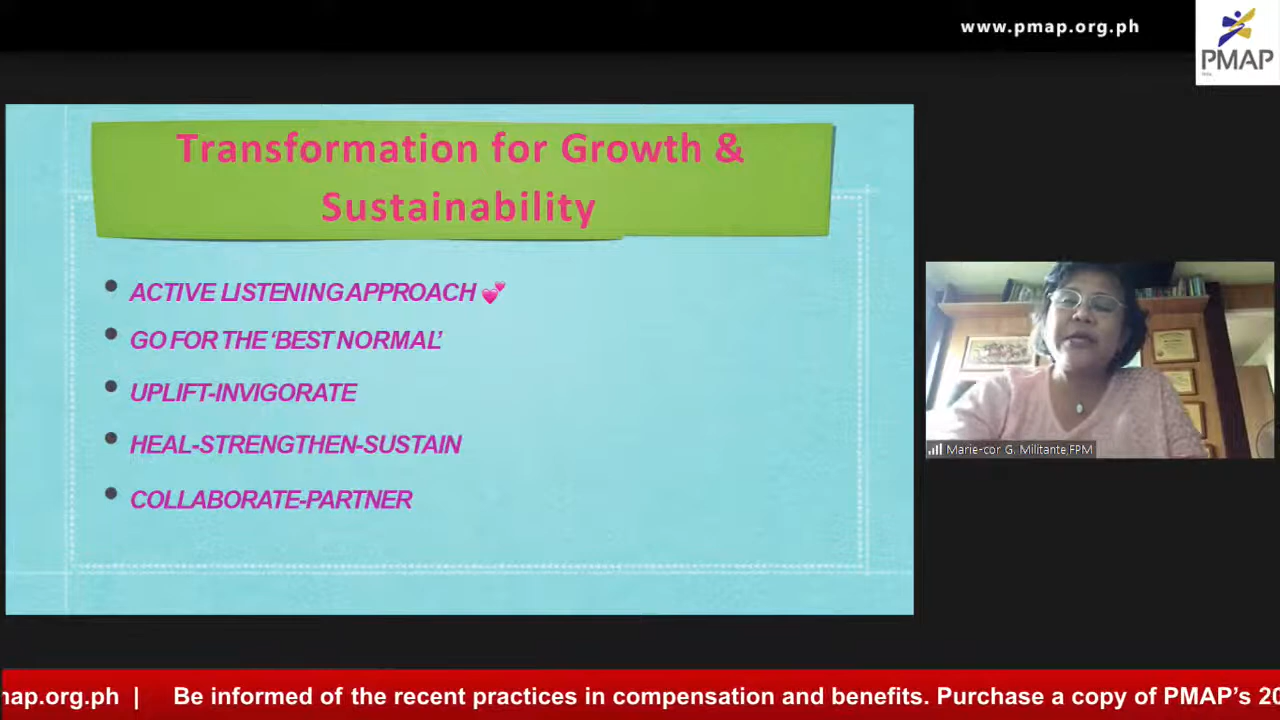 www.pmap.org.ph
PMAP
Transformation for Growth &
Sustainability
• ACTIVE LISTENING APPROACH 💕
• GO FOR THE ‘BEST NORMAL’
• UPLIFT-INVIGORATE
• HEAL-STRENGTHEN-SUSTAIN
• COLLABORATE-PARTNER
Marie-cor G. Militante,FPM
map.org.ph | Be informed of the recent practices in compensation and benefits. Purchase a copy of PMAP’s 20